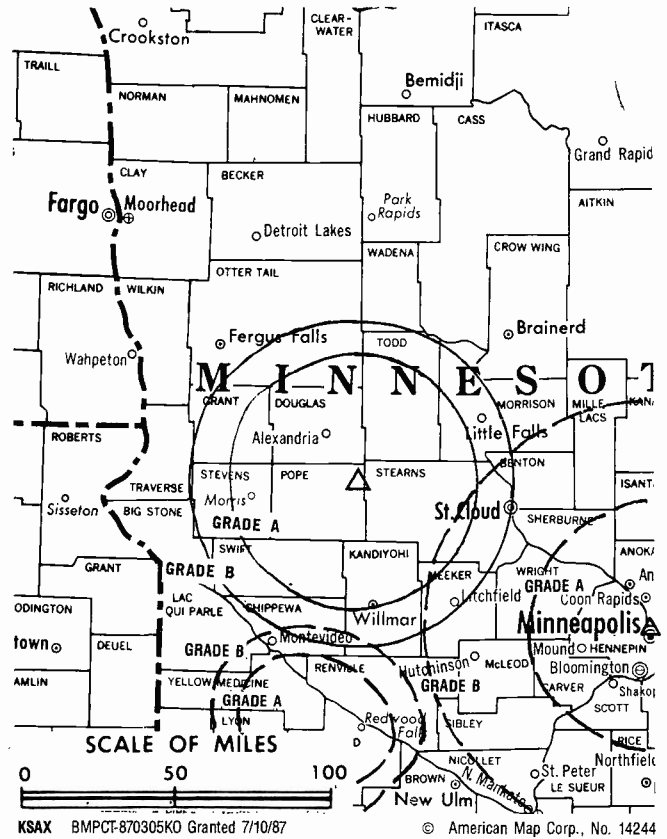 CLEAR-
WATER
ITASCA
Crookston
TRAILL
Bemidji
NORMAN
MAHNOMEN
HUBBARD
CASS
Grand Rapid
CLAY
BECKER
AITKIN
Fargo
Moorhead
Park
Rapids
Detroit Lakes
WADENA
CROW WING
OTTER TAIL
RICHLAND
WILKIN
Fergus Falls
Brainerd
TODD
Wahpeton
MINNESOT
GRANT
DOUGLAS
MORRISON
MILLE
LACS
KAN
Little Falls
Alexandria
ROBERTS
BENTON
STEVENS
POPE
STEARNS
TRAVERSE
Morris
ISANT
Sisseton
BIG STONE
St. Cloud
SHERBURNE
GRADE A
SWIFT
KANDIYOHI
ANOKA
GRANT
GRADE B
MEEKER
WRIGHT
GRADE A
An
LAC
QUI PARLE
CHIPPEWA
Litchfield
Coon Rapids
ODINGTON
Willmar
Minneapolis
town
DEUEL
Montevideo
GRADE B
Mound
HENNEPIN
RENVILLE
Hutchinson
McLEOD
Bloomington
AMLIN
YELLOW MEDICINE
GRADE B
CARVER
Shakop
GRADE A
SCOTT
LYON
Redwood
Fall
SIBLEY
RICE
SCALE OF MILES
NICOLLET
Northfield
0 50 100
BROWN
N. Mankato
St. Peter
LE SUEUR
New Ulm
KSAX BMPCT-870305KO Granted 7/10/87
© American Map Corp., No. 14244